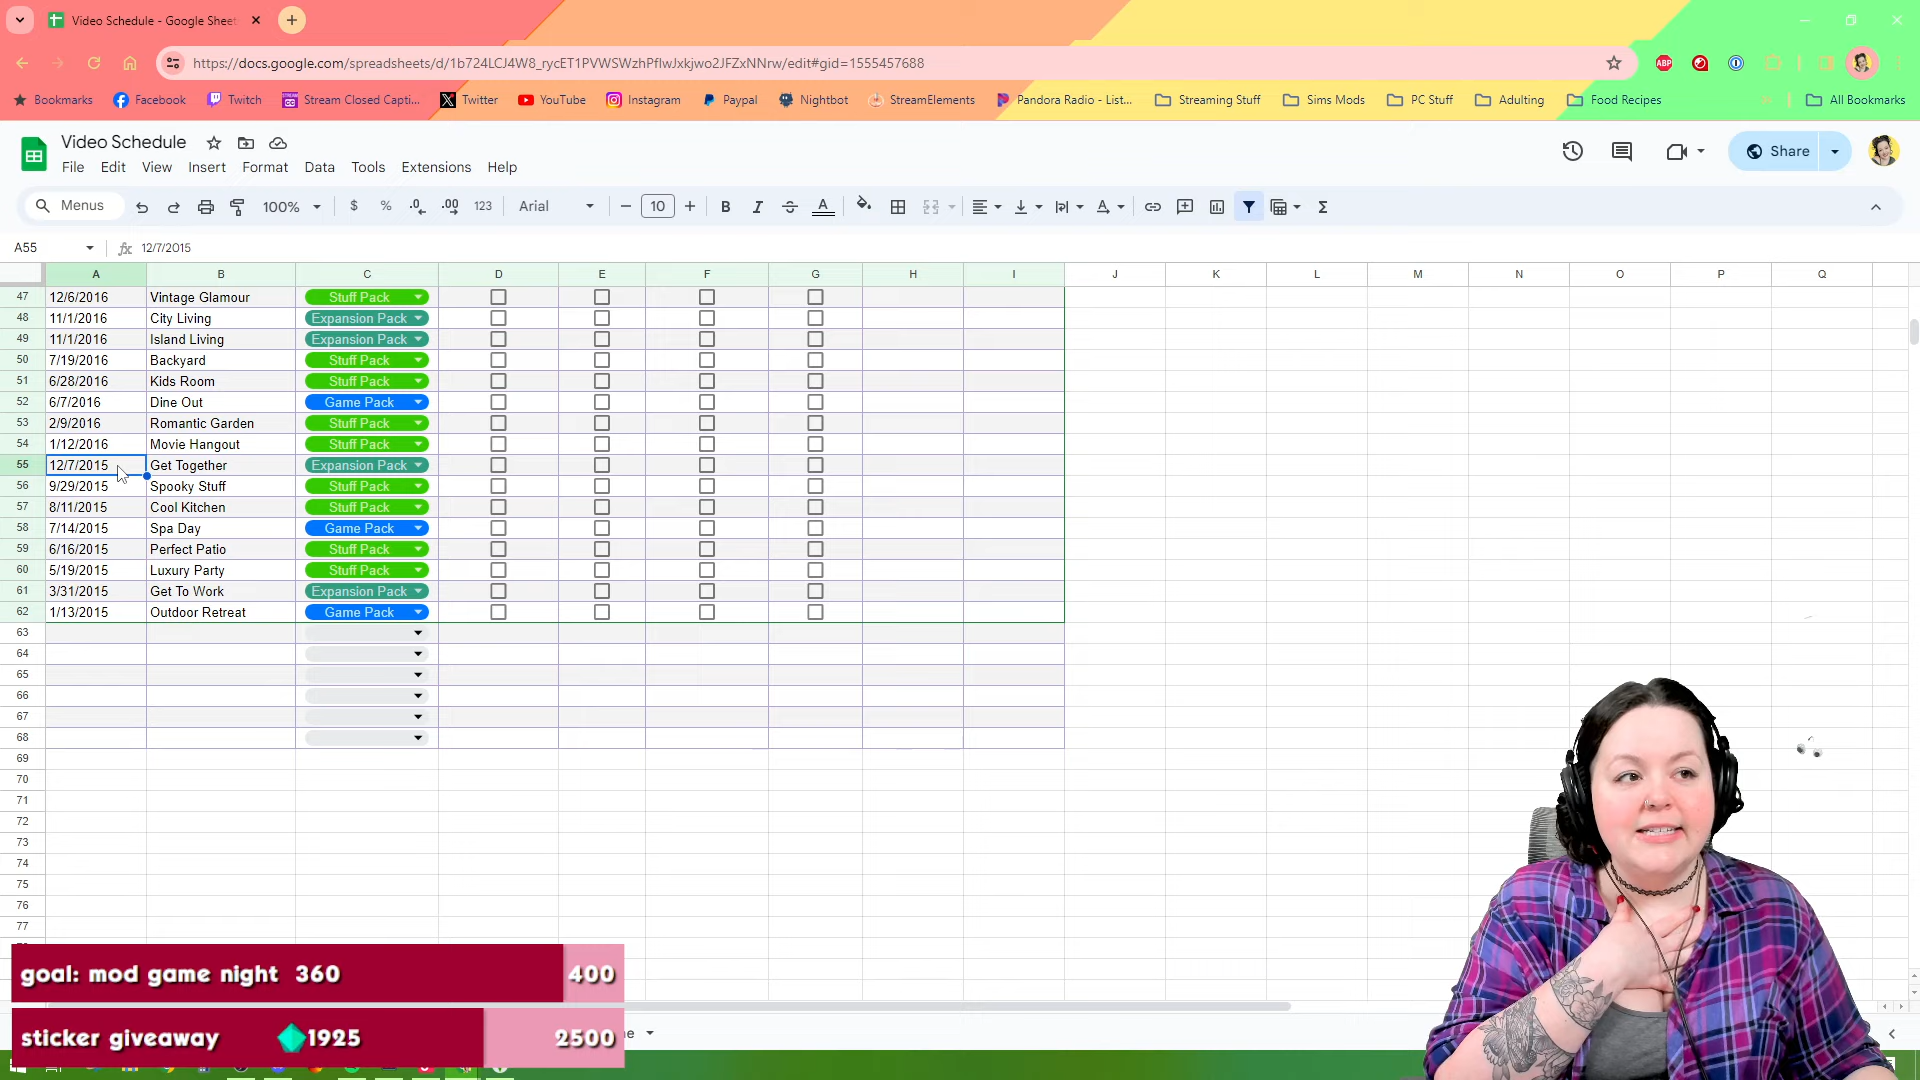 Video Schedule - Google Sheet
https://docs.google.com/spreadsheets/d/1b724LCJ4W8_rycET1PVWSWzhPflwJxkjwo2JFZxNNrw/edit#gid=1555457688
ABP
Bookmarks Facebook Twitch Stream Closed Capti... Twitter YouTube Instagram Paypal Nightbot StreamElements Pandora Radio - List... Streaming Stuff Sims Mods PC Stuff Adulting Food Recipes All Bookmarks
Video Schedule
File Edit View Insert Format Data Tools Extensions Help
Share
Menus 100% $ % .0 .00 123 Arial 10 B I A
A55 fx 12/7/2015
A B C D E F G H I J K L M N O P Q
47 12/6/2016 Vintage Glamour Stuff Pack
48 11/1/2016 City Living Expansion Pack
49 11/1/2016 Island Living Expansion Pack
50 7/19/2016 Backyard Stuff Pack
51 6/28/2016 Kids Room Stuff Pack
52 6/7/2016 Dine Out Game Pack
53 2/9/2016 Romantic Garden Stuff Pack
54 1/12/2016 Movie Hangout Stuff Pack
55 12/7/2015 Get Together Expansion Pack
56 9/29/2015 Spooky Stuff Stuff Pack
57 8/11/2015 Cool Kitchen Stuff Pack
58 7/14/2015 Spa Day Game Pack
59 6/16/2015 Perfect Patio Stuff Pack
60 5/19/2015 Luxury Party Stuff Pack
61 3/31/2015 Get To Work Expansion Pack
62 1/13/2015 Outdoor Retreat Game Pack
63
64
65
66
67
68
69
70
71
72
73
74
75
76
77
goal: mod game night 360 400
sticker giveaway 1925 2500